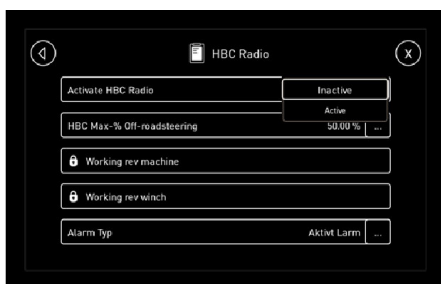 HBC Radio
X
Activate HBC Radio Inactive
Active
HBC Max-% Off-roadsteering 50.00 % ...
Working rev machine
Working rev winch
Alarm Typ Aktivt Larm ...